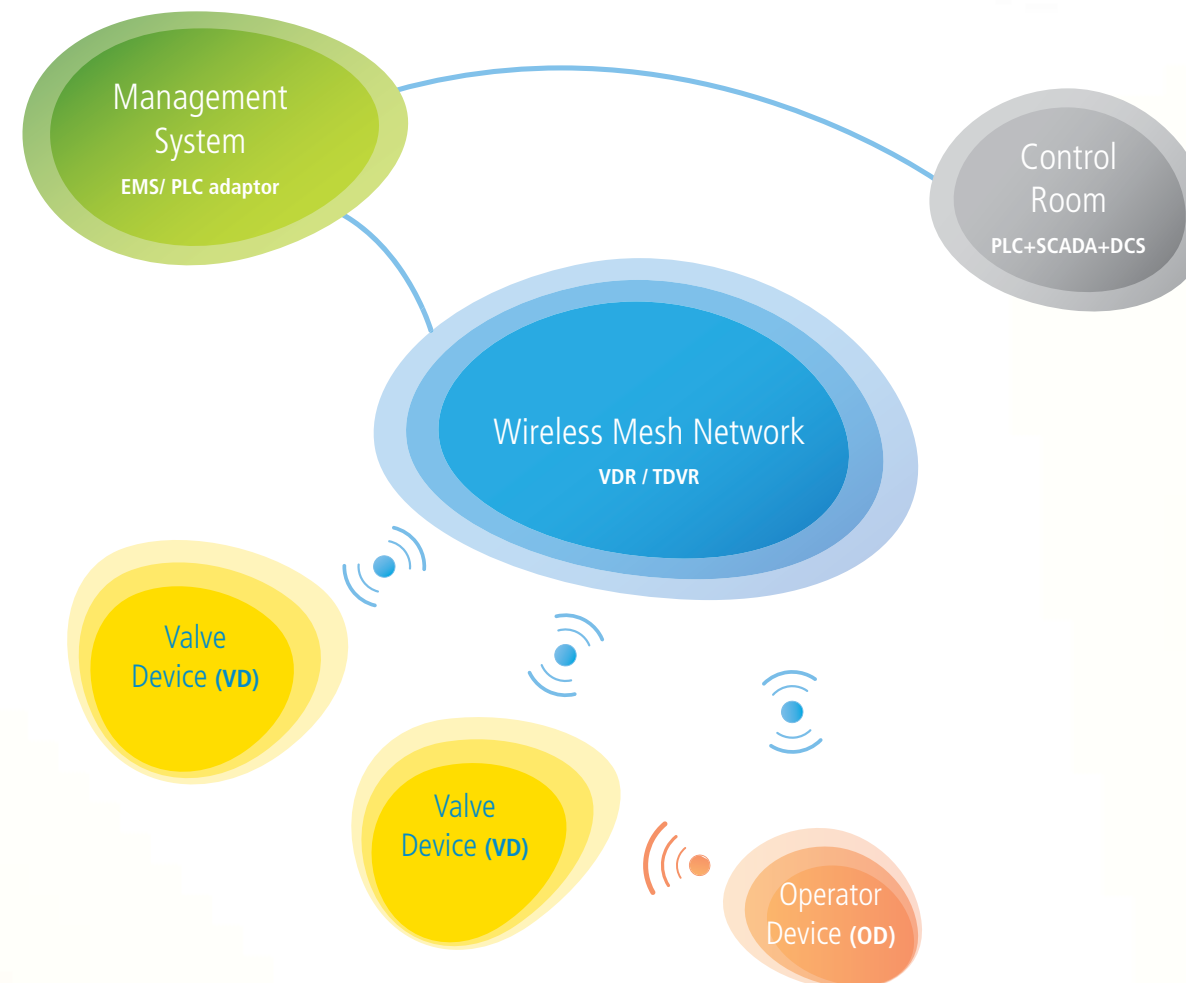 Management
System
EMS/ PLC adaptor
Control
Room
PLC+SCADA+DCS
Wireless Mesh Network
VDR / TDVR
Valve
Device (VD)
Valve
Device (VD)
Operator
Device (OD)